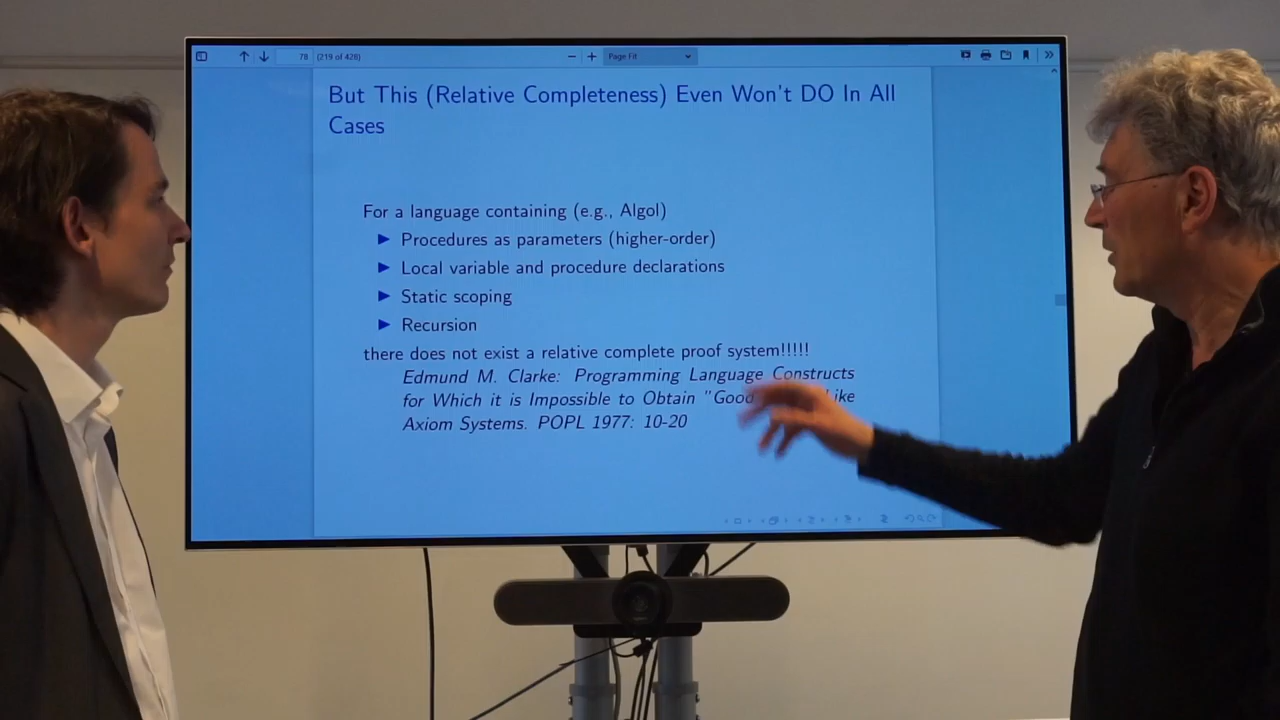 78 (219 of 428)
Page Fit
But This (Relative Completeness) Even Won't DO In All
Cases
For a language containing (e.g., Algol)
▶ Procedures as parameters (higher-order)
▶ Local variable and procedure declarations
▶ Static scoping
▶ Recursion
there does not exist a relative complete proof system!!!!!
Edmund M. Clarke: Programming Language Constructs
for Which it is Impossible to Obtain "Good
Axiom Systems. POPL 1977: 10-20